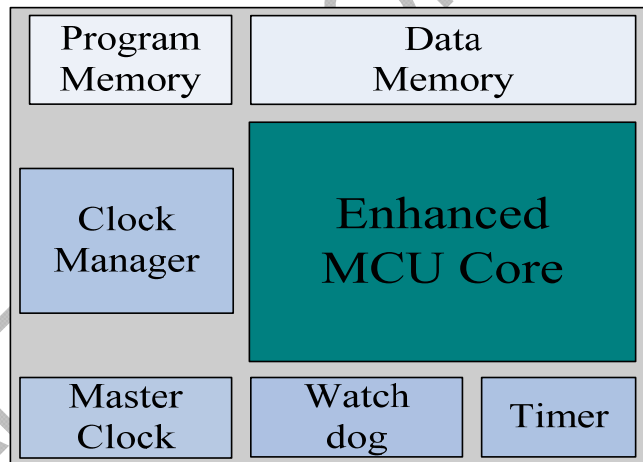 Program
Memory
Data
Memory
Clock
Manager
Enhanced
MCU Core
Master
Clock
Watch
dog
Timer